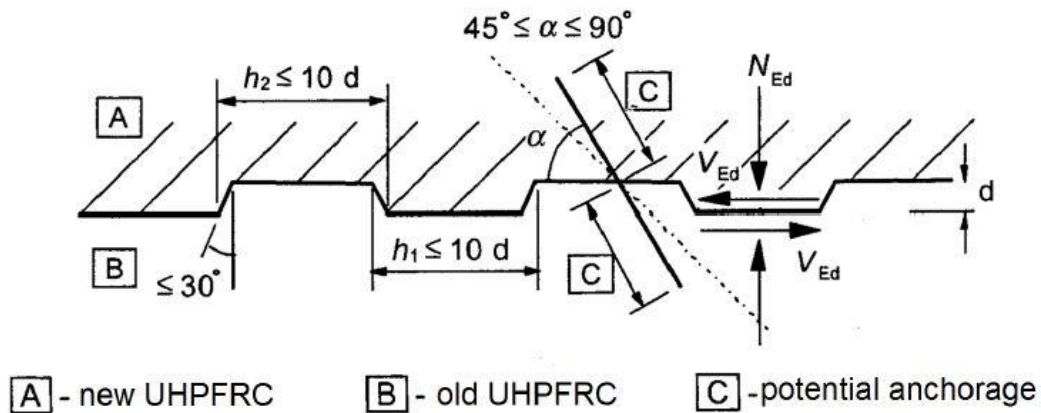 45° ≤ α ≤ 90°
h₂ ≤ 10 d
N_Ed
A
C
α
V_Ed
d
B
≤ 30°
h₁ ≤ 10 d
C
V_Ed
A - new UHPFRC B - old UHPFRC C -potential anchorage